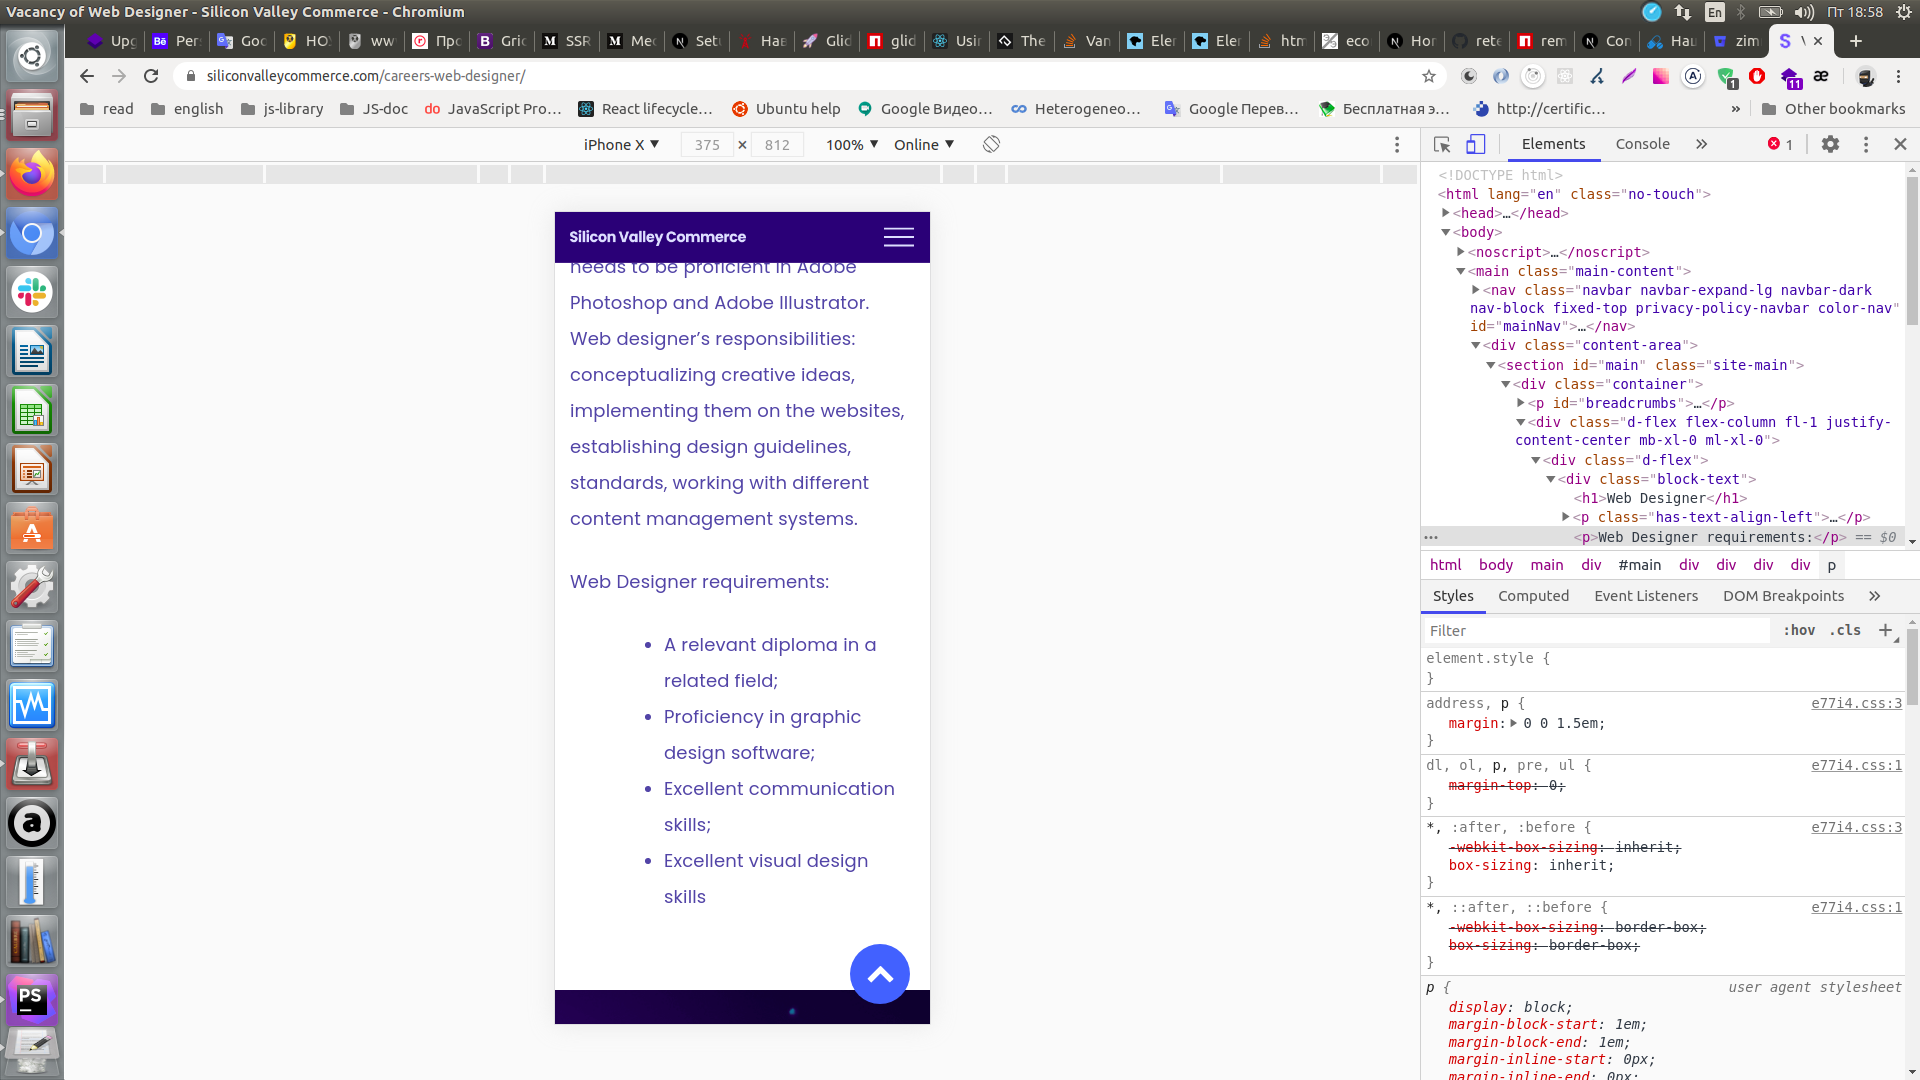 Vacancy of Web Designer - Silicon Valley Commerce - Chromium
En
Пт 18:58
Upg
Bē Per
Goo
НО
ww
Про
B Gric
M SSR
M Mec
N Setu
Нав
Glid
glid
Usin
The
Van
Eler
Eler
htm
eco
N Hor
rete
rem
N Con
Наш
zim
S V
siliconvalleycommerce.com/careers-web-designer/
1
11
æ
read
english
js-library
JS-doc
do JavaScript Pro…
React lifecycle…
Ubuntu help
Google Видео…
Heterogeneo…
Google Перев…
Бесплатная э…
http://certific…
»
Other bookmarks
iPhone X ▼
375 × 812
100% ▼
Online ▼
Elements
Console
»
1
Silicon Valley Commerce
needs to be proficient in Adobe
Photoshop and Adobe Illustrator.
Web designer’s responsibilities:
conceptualizing creative ideas,
implementing them on the websites,
establishing design guidelines,
standards, working with different
content management systems.
Web Designer requirements:
• A relevant diploma in a
related field;
• Proficiency in graphic
design software;
• Excellent communication
skills;
• Excellent visual design
skills
<!DOCTYPE html>
<html lang="en" class="no-touch">
▶<head>…</head>
▼<body>
▶<noscript>…</noscript>
▼<main class="main-content">
▶<nav class="navbar navbar-expand-lg navbar-dark
nav-block fixed-top privacy-policy-navbar color-nav"
id="mainNav">…</nav>
▼<div class="content-area">
▼<section id="main" class="site-main">
▼<div class="container">
▶<p id="breadcrumbs">…</p>
▼<div class="d-flex flex-column fl-1 justify-
content-center mb-xl-0 ml-xl-0">
▼<div class="d-flex">
▼<div class="block-text">
<h1>Web Designer</h1>
▶<p class="has-text-align-left">…</p>
<p>Web Designer requirements:</p> == $0
html body main div #main div div div div p
Styles
Computed
Event Listeners
DOM Breakpoints
»
Filter
:hov .cls +
element.style {
}
address, p {
e77i4.css:3
margin:▶ 0 0 1.5em;
}
dl, ol, p, pre, ul {
e77i4.css:1
margin-top: 0;
}
*, :after, :before {
e77i4.css:3
-webkit-box-sizing: inherit;
box-sizing: inherit;
}
*, ::after, ::before {
e77i4.css:1
-webkit-box-sizing: border-box;
box-sizing: border-box;
}
p {
user agent stylesheet
display: block;
margin-block-start: 1em;
margin-block-end: 1em;
margin-inline-start: 0px;
margin-inline-end: 0px;
a
PS